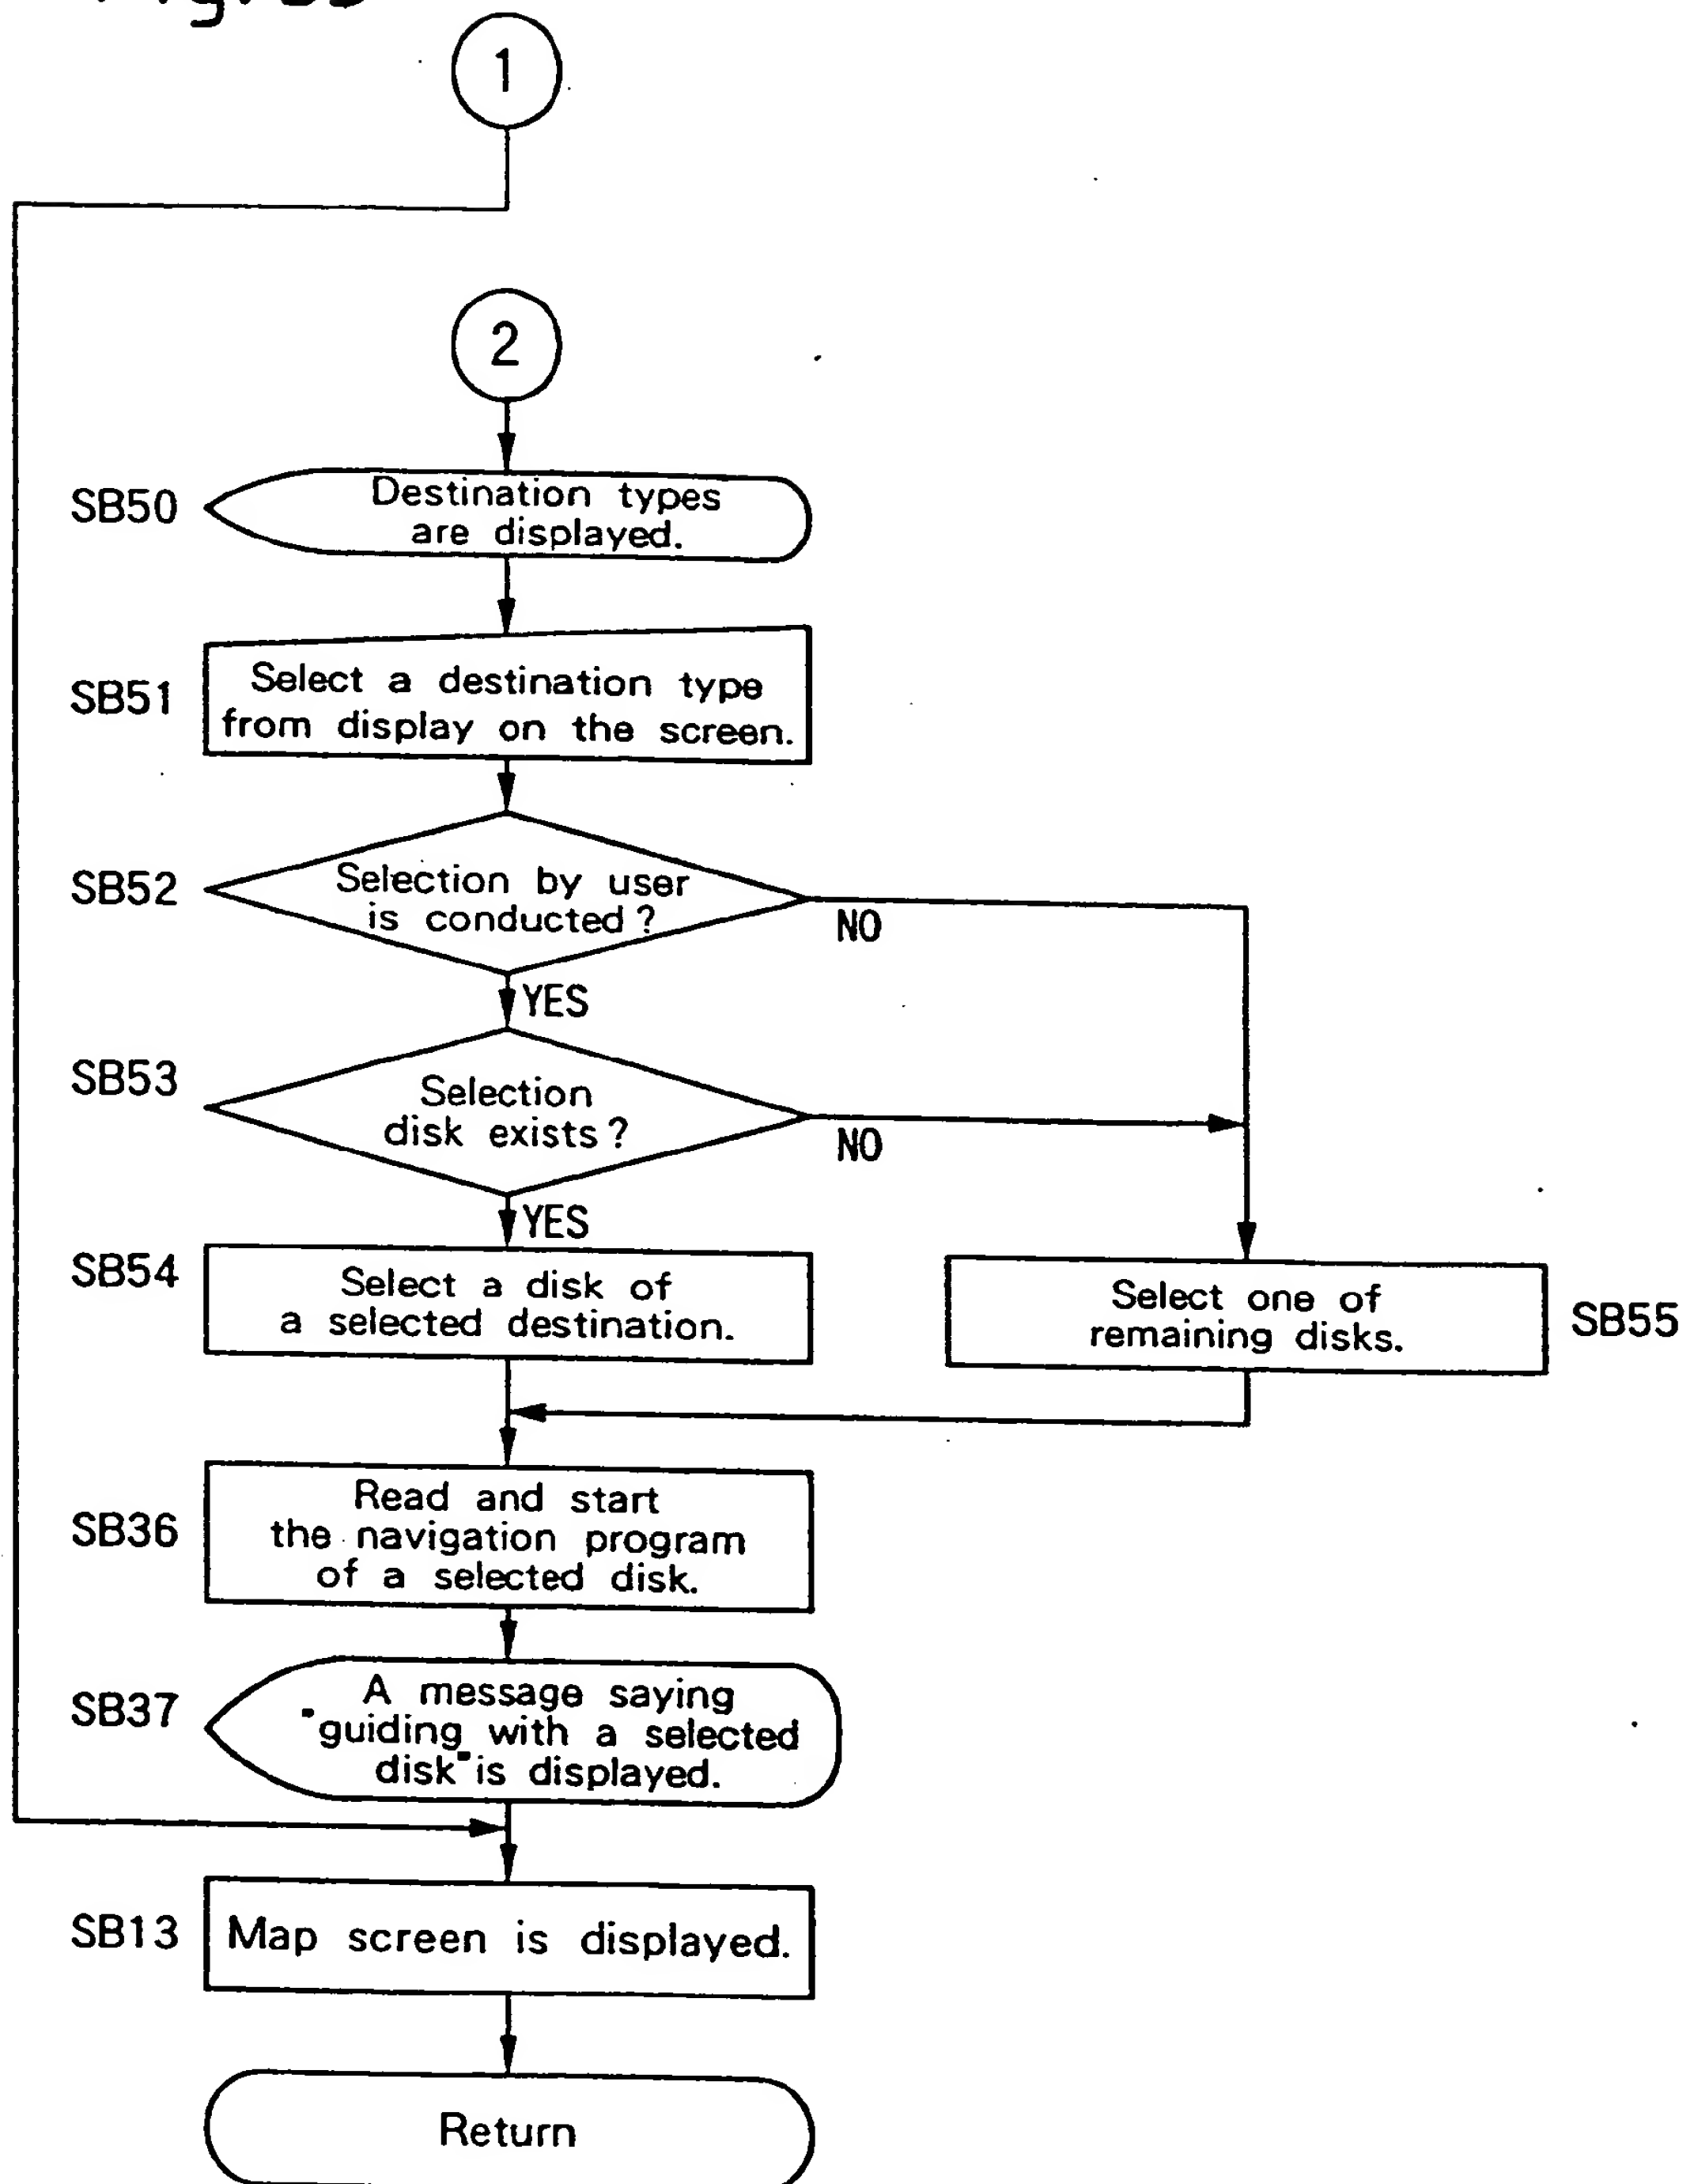 1
2
SB50
Destination types
are displayed.
SB51
Select a destination type
from display on the screen.
SB52
Selection by user
is conducted?
NO
YES
SB53
Selection
disk exists?
NO
YES
SB54
Select a disk of
a selected destination.
Select one of
remaining disks.
SB55
SB36
Read and start
the navigation program
of a selected disk.
SB37
A message saying
"guiding with a selected
disk" is displayed.
SB13
Map screen is displayed.
Return